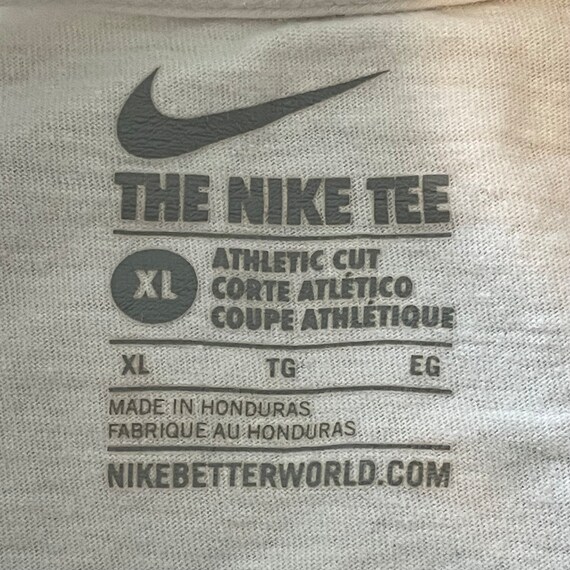 THE NIKE TEE
XL
ATHLETIC CUT
CORTE ATLÉTICO
COUPE ATHLÉTIQUE
XL TG EG
MADE IN HONDURAS
FABRIQUE AU HONDURAS
NIKEBETTERWORLD.COM